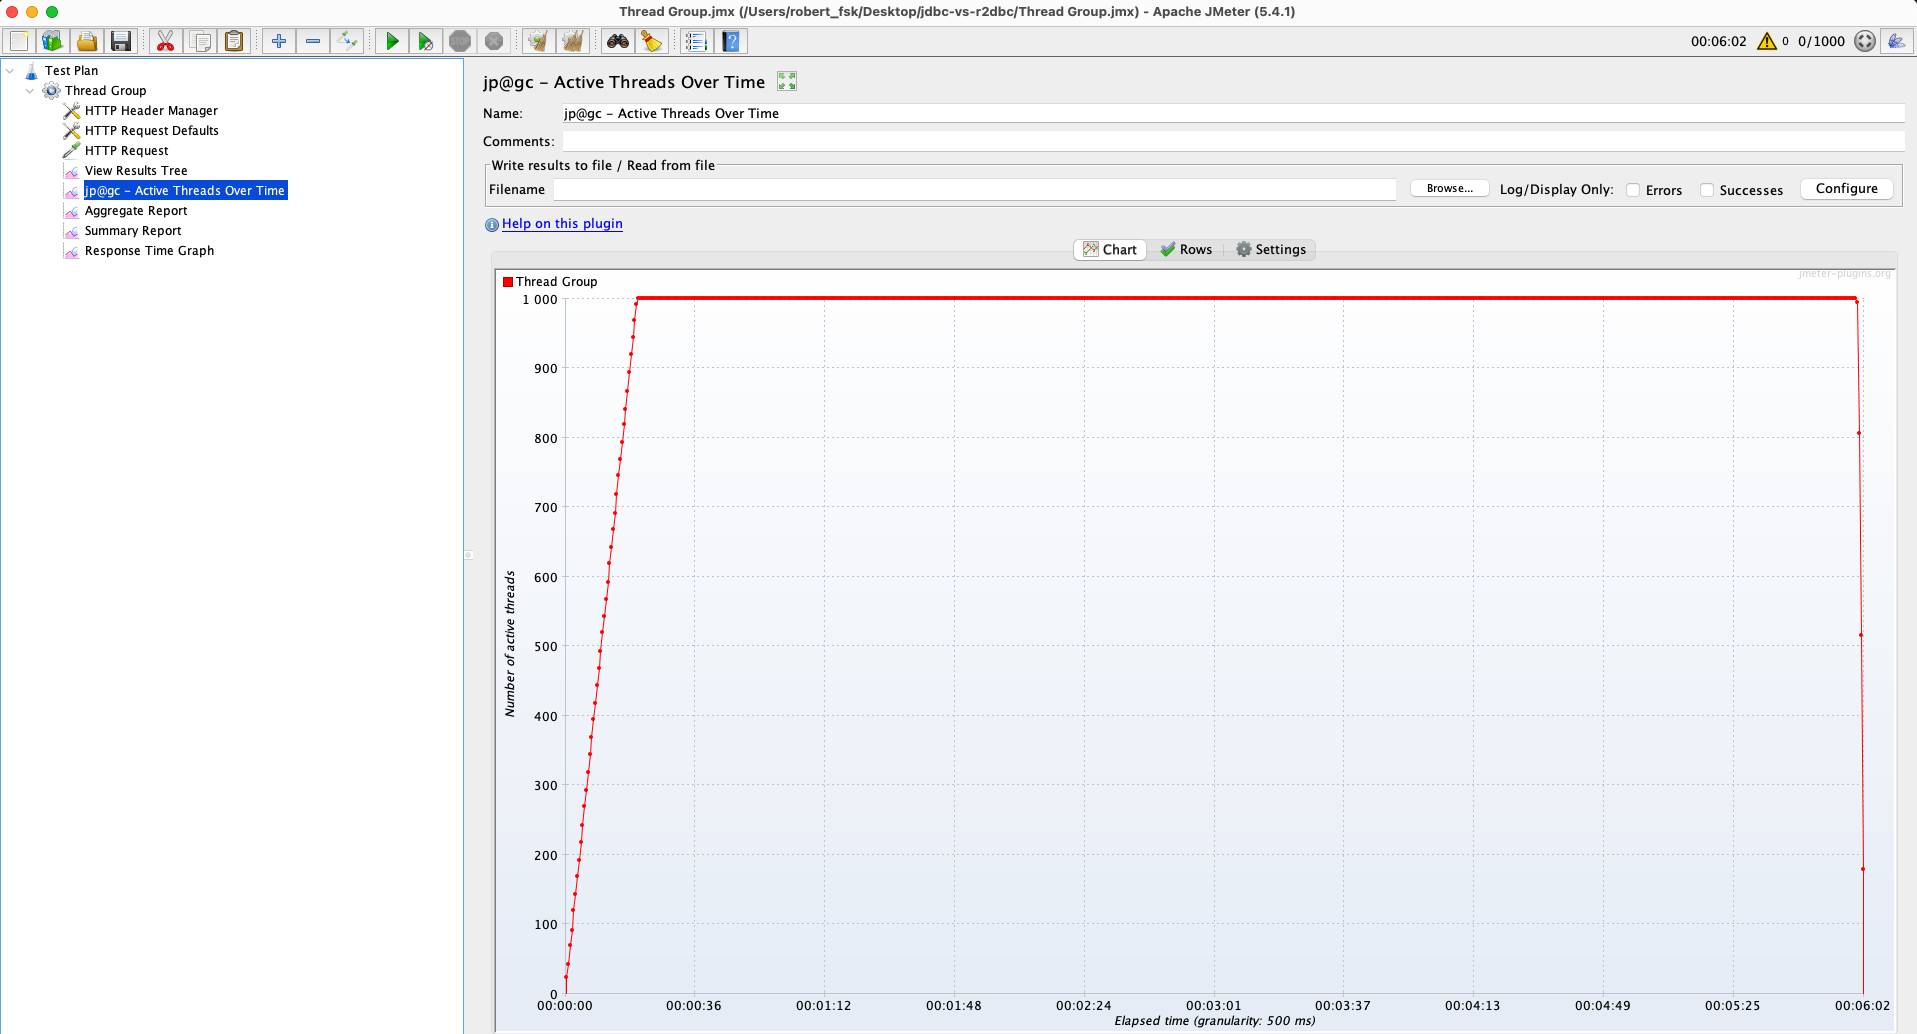 Thread Group.jmx (/Users/robert_fsk/Desktop/jdbc-vs-r2dbc/Thread Group.jmx) - Apache JMeter (5.4.1)
00:06:02 0 0/1000
Test Plan
Thread Group
HTTP Header Manager
HTTP Request Defaults
HTTP Request
View Results Tree
jp@gc - Active Threads Over Time
Aggregate Report
Summary Report
Response Time Graph
jp@gc - Active Threads Over Time
Name: jp@gc - Active Threads Over Time
Comments:
Write results to file / Read from file
Filename Browse... Log/Display Only: Errors Successes Configure
Help on this plugin
Chart Rows Settings
jmeter-plugins.org
Thread Group
1 000
900
800
700
600
500
400
300
200
100
0
Number of active threads
00:00:00 00:00:36 00:01:12 00:01:48 00:02:24 00:03:01 00:03:37 00:04:13 00:04:49 00:05:25 00:06:02
Elapsed time (granularity: 500 ms)